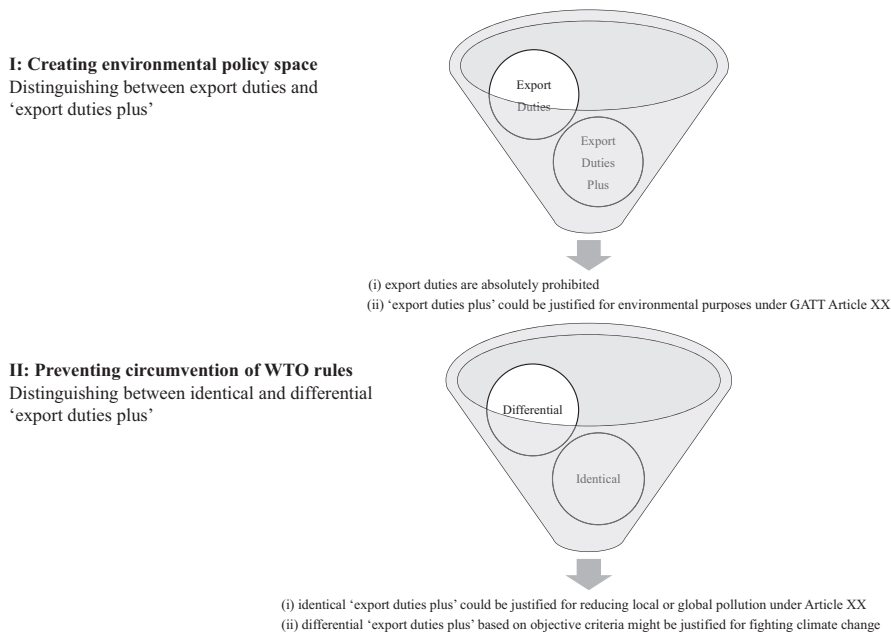 I: Creating environmental policy space
Distinguishing between export duties and
‘export duties plus’
Export
Duties
Export
Duties
Plus
(i) export duties are absolutely prohibited
(ii) ‘export duties plus’ could be justified for environmental purposes under GATT Article XX
II: Preventing circumvention of WTO rules
Distinguishing between identical and differential
‘export duties plus’
Differential
Identical
(i) identical ‘export duties plus’ could be justified for reducing local or global pollution under Article XX
(ii) differential ‘export duties plus’ based on objective criteria might be justified for fighting climate change